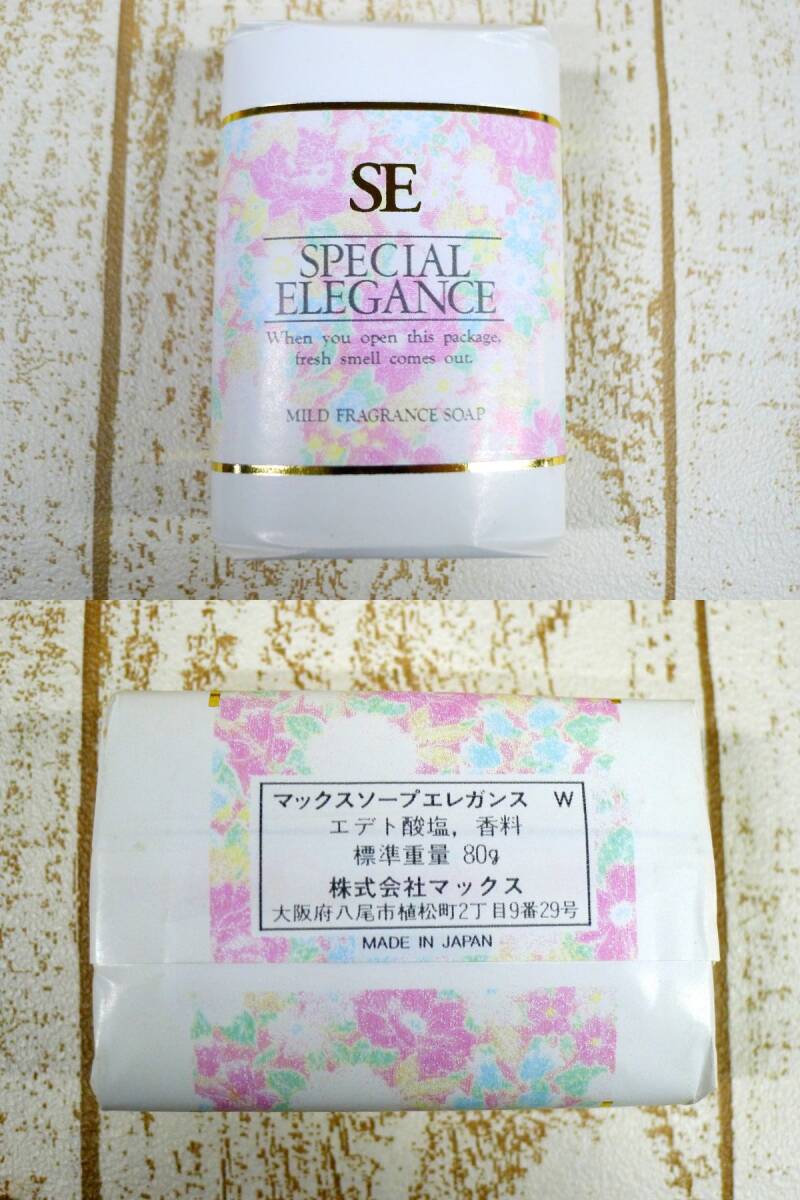 SE
SPECIAL
ELEGANCE
When you open this package,
fresh smell comes out.
MILD FRAGRANCE SOAP
マックスソープエレガンス W
エデト酸塩, 香料
標準重量 80g
株式会社マックス
大阪府八尾市植松町2丁目9番29号
MADE IN JAPAN